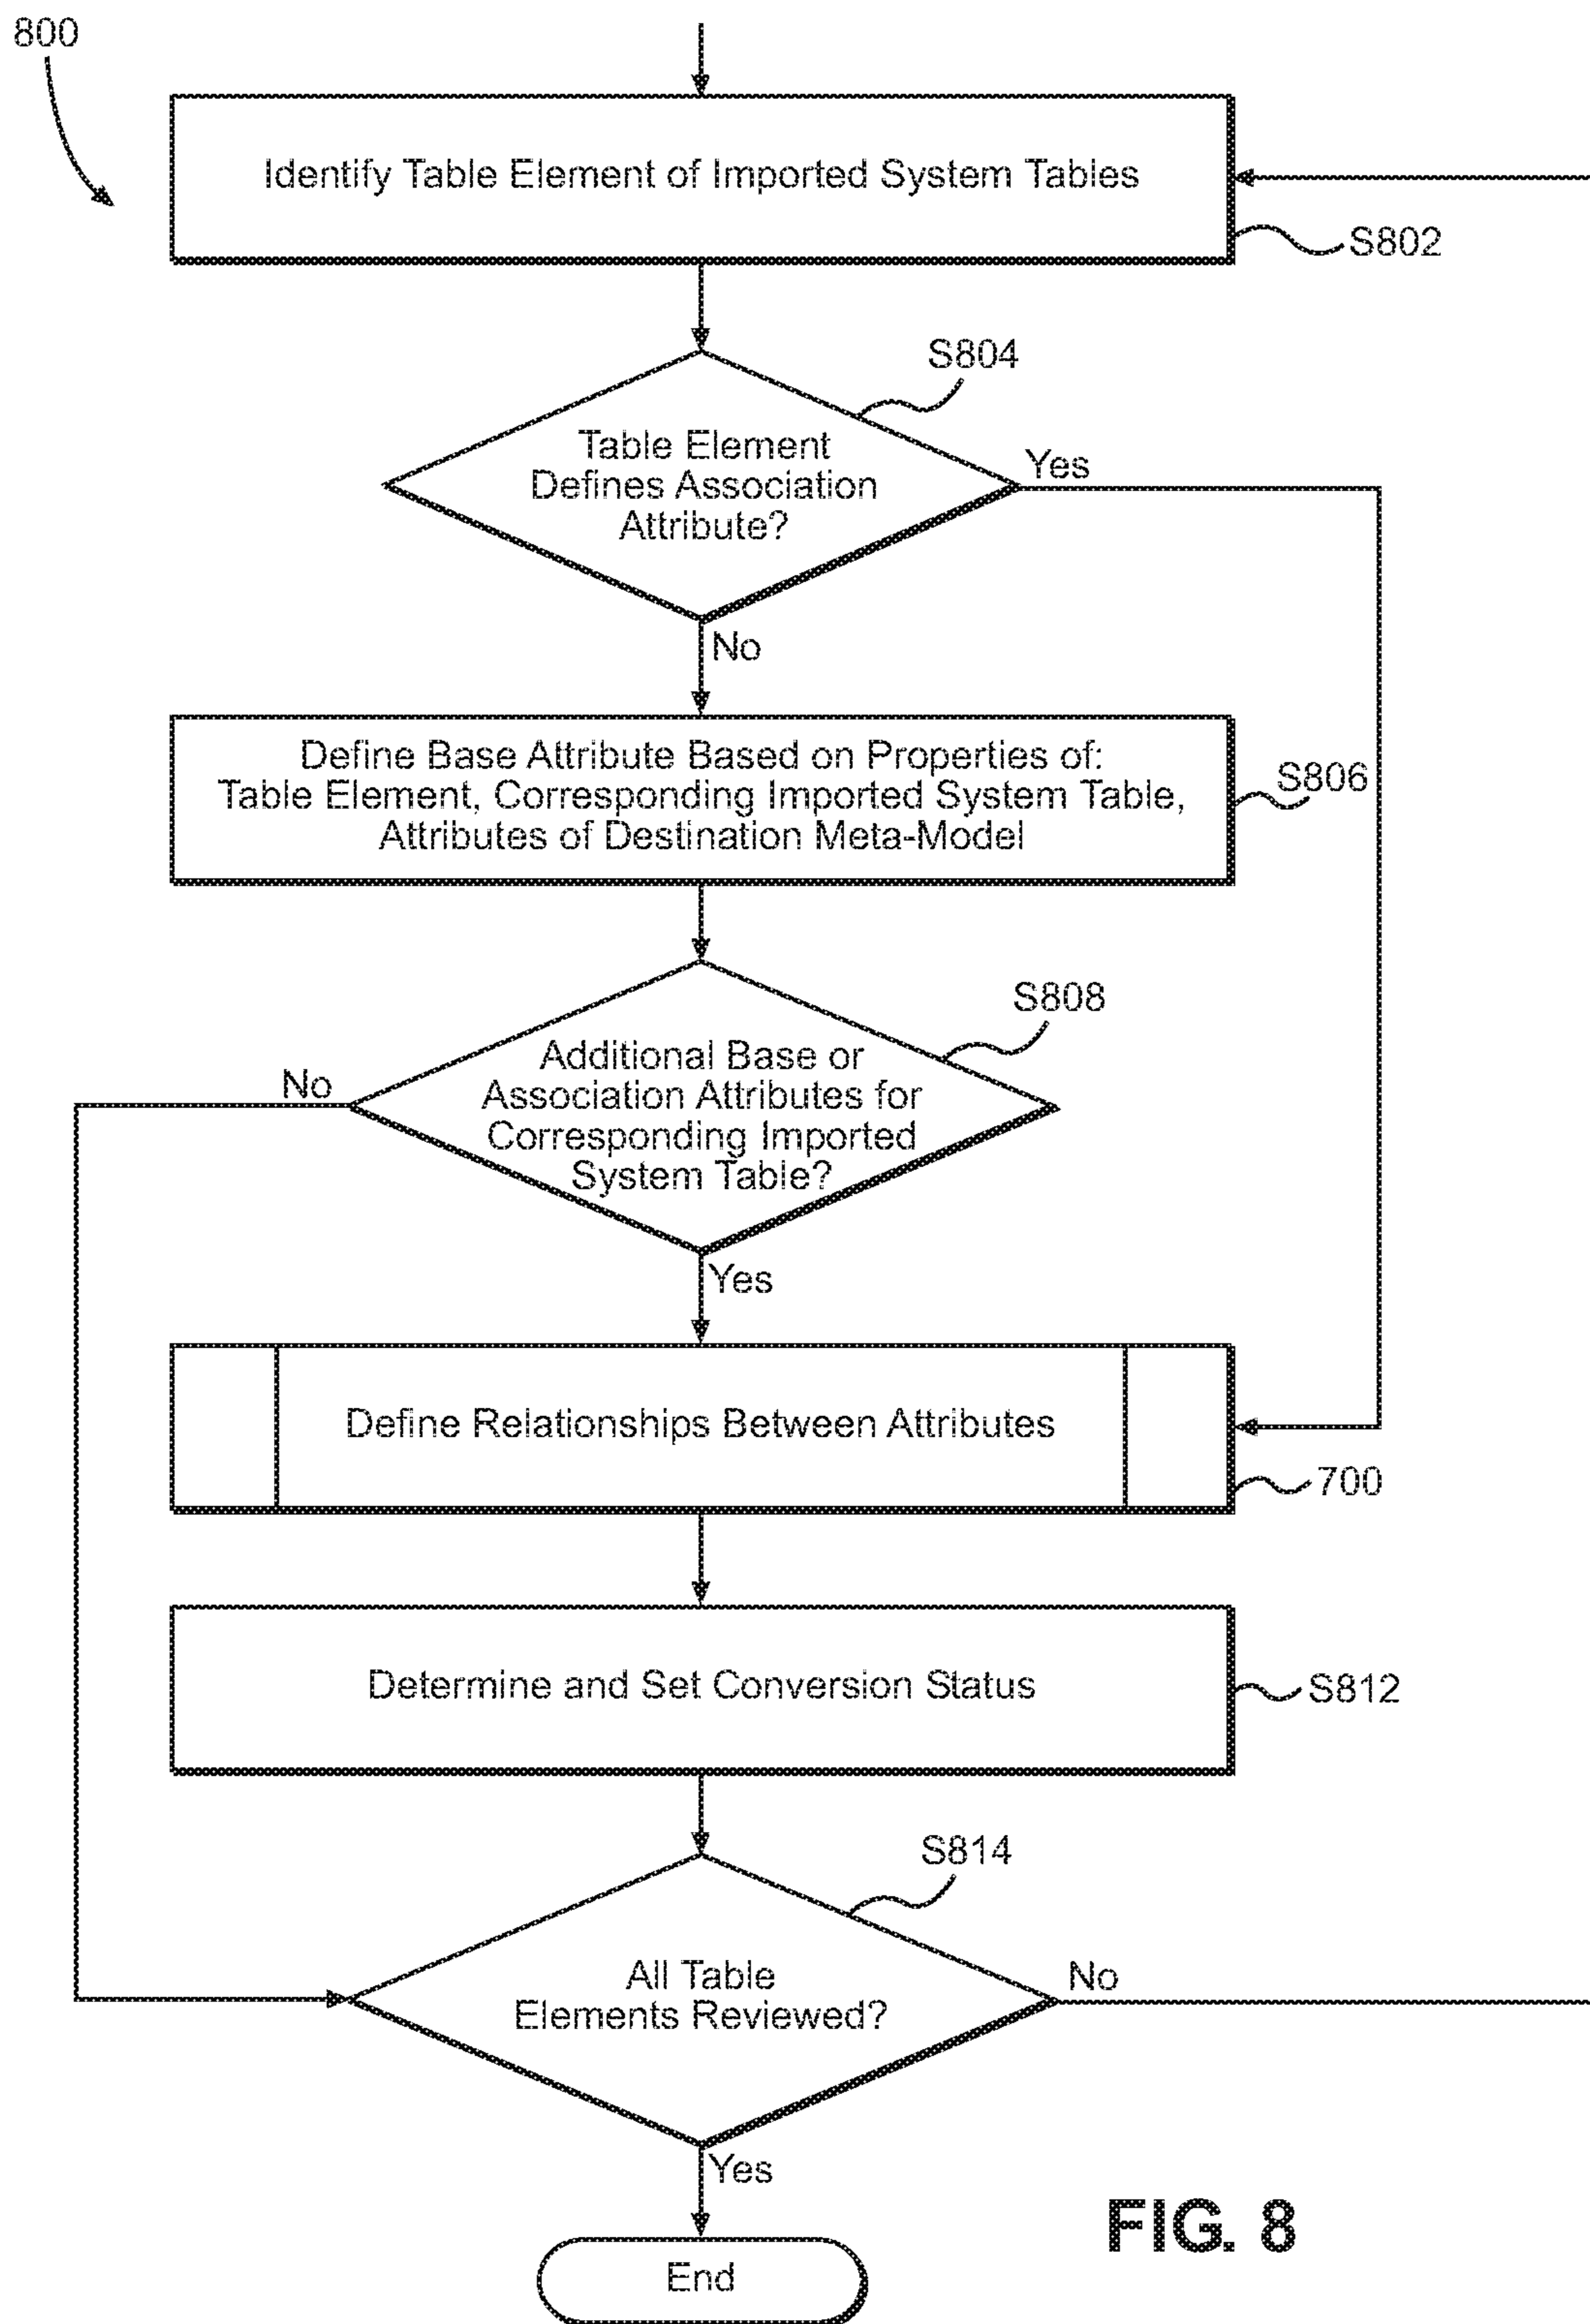 800
Identify Table Element of Imported System Tables
S802
S804
Table Element
Defines Association
Attribute?
Yes
No
Define Base Attribute Based on Properties of:
Table Element, Corresponding Imported System Table,
Attributes of Destination Meta-Model
S806
S808
Additional Base or
Association Attributes for
Corresponding Imported
System Table?
No
Yes
Define Relationships Between Attributes
700
Determine and Set Conversion Status
S812
S814
All Table
Elements Reviewed?
No
Yes
End
FIG. 8